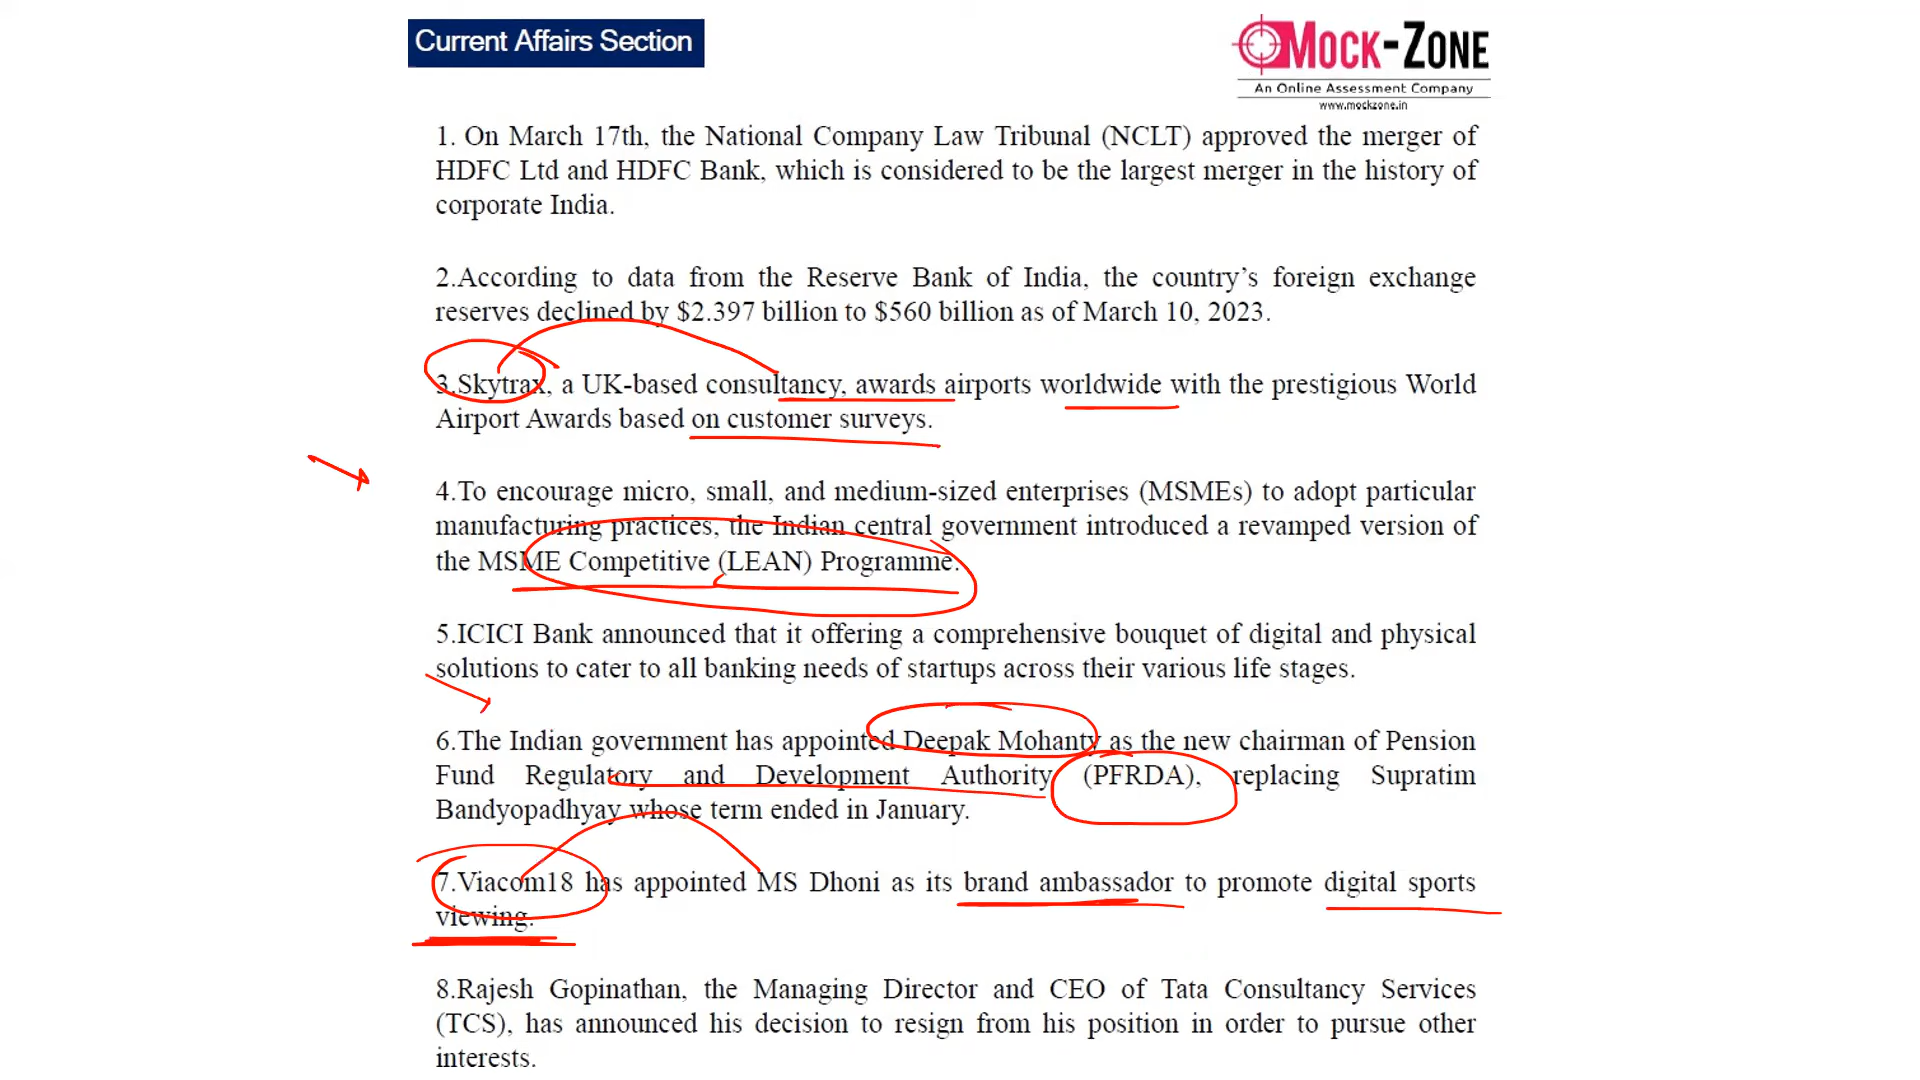 Current Affairs Section
MOCK-ZONE
An Online Assessment Company
www.mockzone.in
1. On March 17th, the National Company Law Tribunal (NCLT) approved the merger of
HDFC Ltd and HDFC Bank, which is considered to be the largest merger in the history of
corporate India.
2.According to data from the Reserve Bank of India, the country’s foreign exchange
reserves declined by $2.397 billion to $560 billion as of March 10, 2023.
3.Skytrax, a UK-based consultancy, awards airports worldwide with the prestigious World
Airport Awards based on customer surveys.
4.To encourage micro, small, and medium-sized enterprises (MSMEs) to adopt particular
manufacturing practices, the Indian central government introduced a revamped version of
the MSME Competitive (LEAN) Programme.
5.ICICI Bank announced that it offering a comprehensive bouquet of digital and physical
solutions to cater to all banking needs of startups across their various life stages.
6.The Indian government has appointed Deepak Mohanty as the new chairman of Pension
Fund Regulatory and Development Authority (PFRDA), replacing Supratim
Bandyopadhyay whose term ended in January.
7.Viacom18 has appointed MS Dhoni as its brand ambassador to promote digital sports
viewing.
8.Rajesh Gopinathan, the Managing Director and CEO of Tata Consultancy Services
(TCS), has announced his decision to resign from his position in order to pursue other
interests.